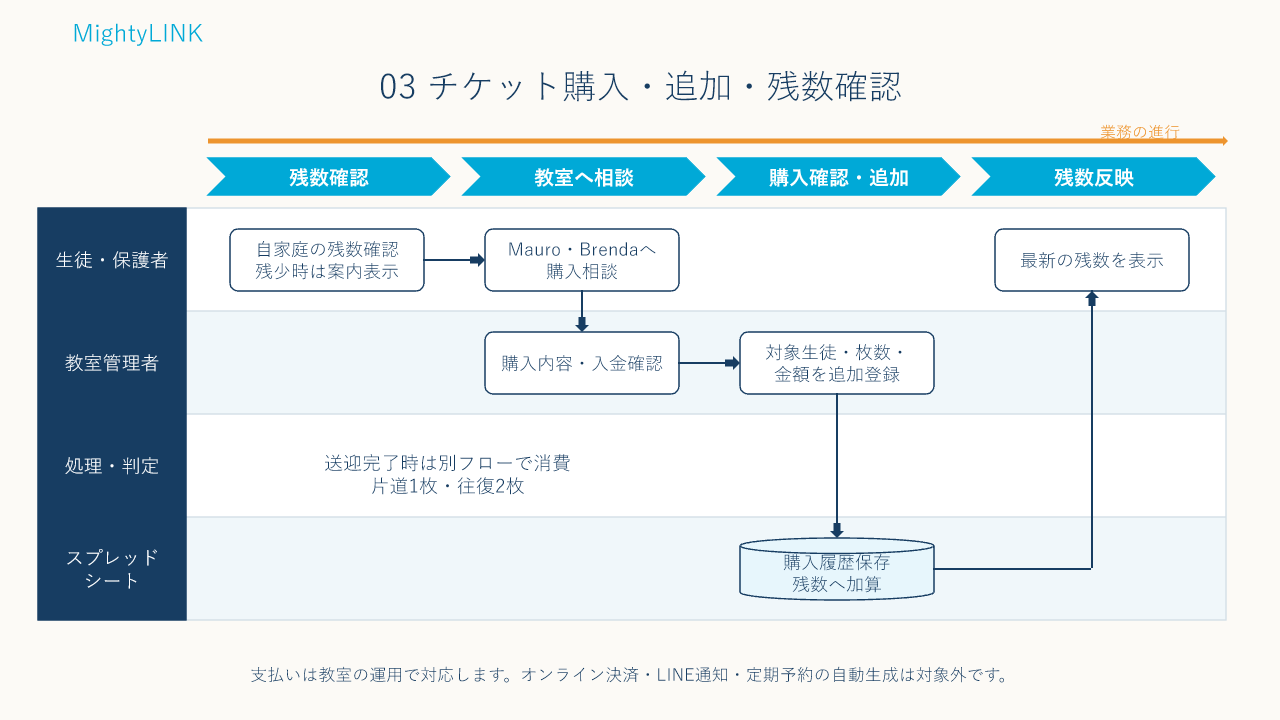 MightyLINK
03 チケット購入・追加・残数確認
業務の進行
残数確認
教室へ相談
購入確認・追加
残数反映
生徒・保護者
自家庭の残数確認
残少時は案内表示
Mauro・Brendaへ
購入相談
最新の残数を表示
教室管理者
購入内容・入金確認
対象生徒・枚数・
金額を追加登録
処理・判定
送迎完了時は別フローで消費
片道1枚・往復2枚
スプレッド
シート
購入履歴保存
残数へ加算
支払いは教室の運用で対応します。オンライン決済・LINE通知・定期予約の自動生成は対象外です。